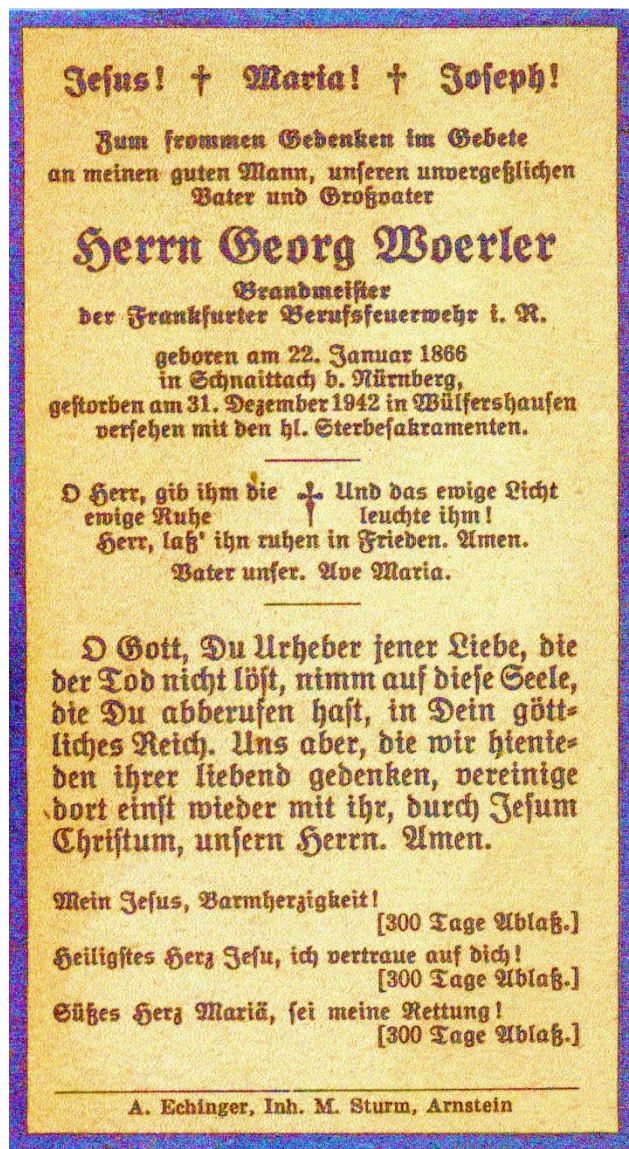 Jesus! † Maria! † Joseph!
Zum frommen Gedenken im Gebete
an meinen guten Mann, unseren unvergeßlichen
Vater und Großvater
Herrn Georg Woerler
Brandmeister
der Frankfurter Berufsfeuerwehr i. R.
geboren am 22. Januar 1866
in Schnaittach b. Nürnberg,
gestorben am 31. Dezember 1942 in Wülfershausen
versehen mit den hl. Sterbesakramenten.
O Herr, gib ihm die † Und das ewige Licht
ewige Ruhe leuchte ihm!
Herr, laß' ihn ruhen in Frieden. Amen.
Vater unser. Ave Maria.
O Gott, Du Urheber jener Liebe, die
der Tod nicht löst, nimm auf diese Seele,
die Du abberufen hast, in Dein gött-
liches Reich. Uns aber, die wir hienie-
den ihrer liebend gedenken, vereinige
dort einst wieder mit ihr, durch Jesum
Christum, unsern Herrn. Amen.
Mein Jesus, Barmherzigkeit!
[300 Tage Ablaß.]
Heiligstes Herz Jesu, ich vertraue auf dich!
[300 Tage Ablaß.]
Süßes Herz Mariä, sei meine Rettung!
[300 Tage Ablaß.]
A. Echinger, Inh. M. Sturm, Arnstein